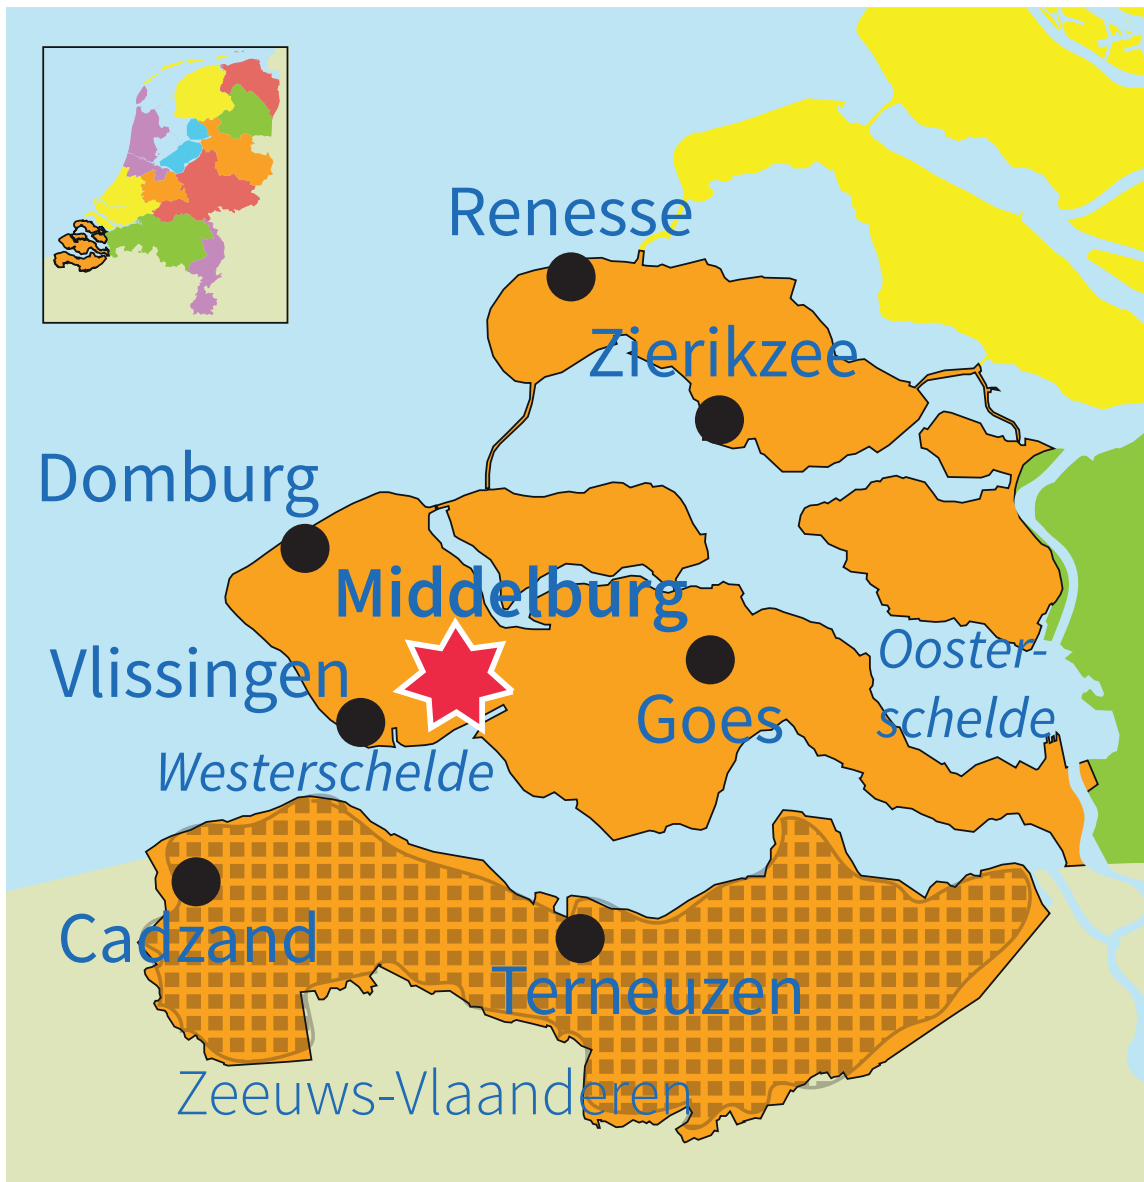 Renesse
Zierikzee
Domburg
Middelburg
Vlissingen
Goes
Ooster-
schelde
Westerschelde
Cadzand
Terneuzen
Zeeuws-Vlaanderen